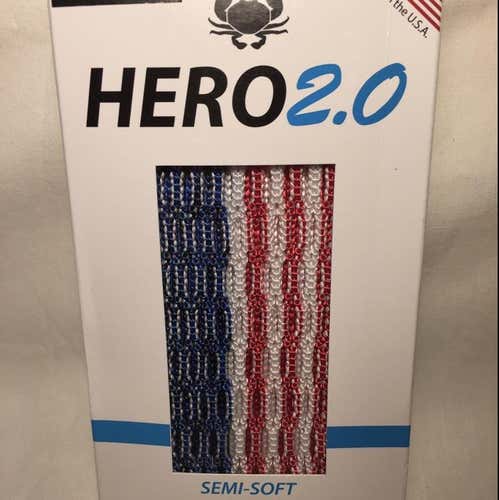 the U.S.A.
HERO2.0
SEMI-SOFT